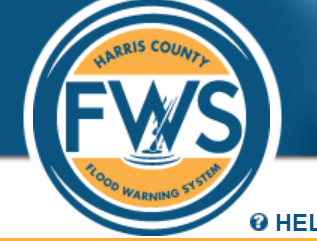 HARRIS COUNTY
FWS
FLOOD WARNING SYSTEM
? HEL